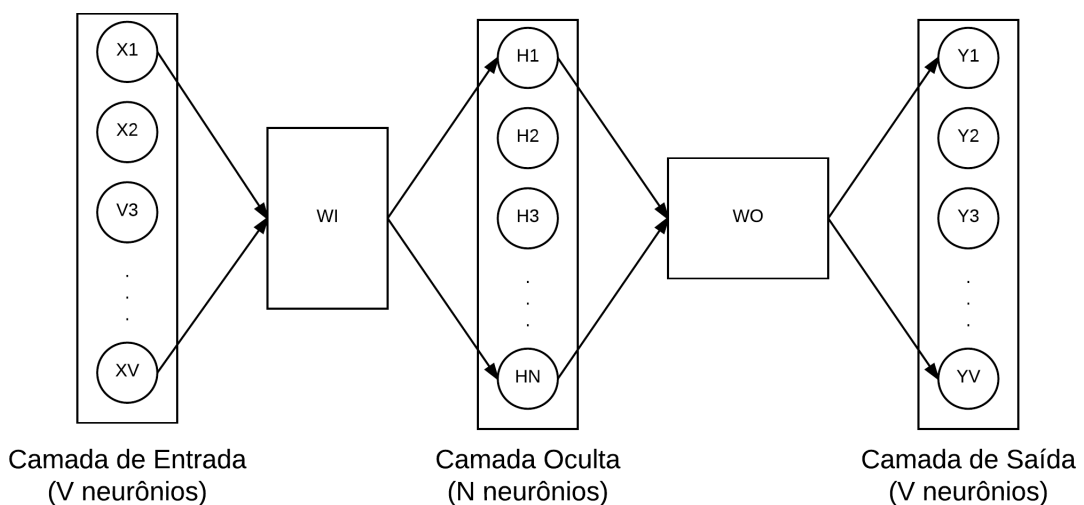 X1
X2
V3
.
.
.
XV
WI
H1
H2
H3
.
.
.
HN
WO
Y1
Y2
Y3
.
.
.
YV
Camada de Entrada
(V neurônios)
Camada Oculta
(N neurônios)
Camada de Saída
(V neurônios)